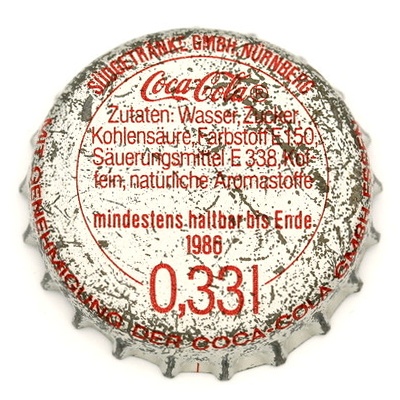 SÜDGETRÄNKE GMBH NÜRNBERG
Coca-Cola®
Zutaten: Wasser, Zucker,
Kohlensäure, Farbstoff E 150,
Säuerungsmittel E 338, Kof-
fein, natürliche Aromastoffe
mindestens haltbar bis Ende
1986
0,33l
MIT GENEHMIGUNG DER COCA-COLA GMBH